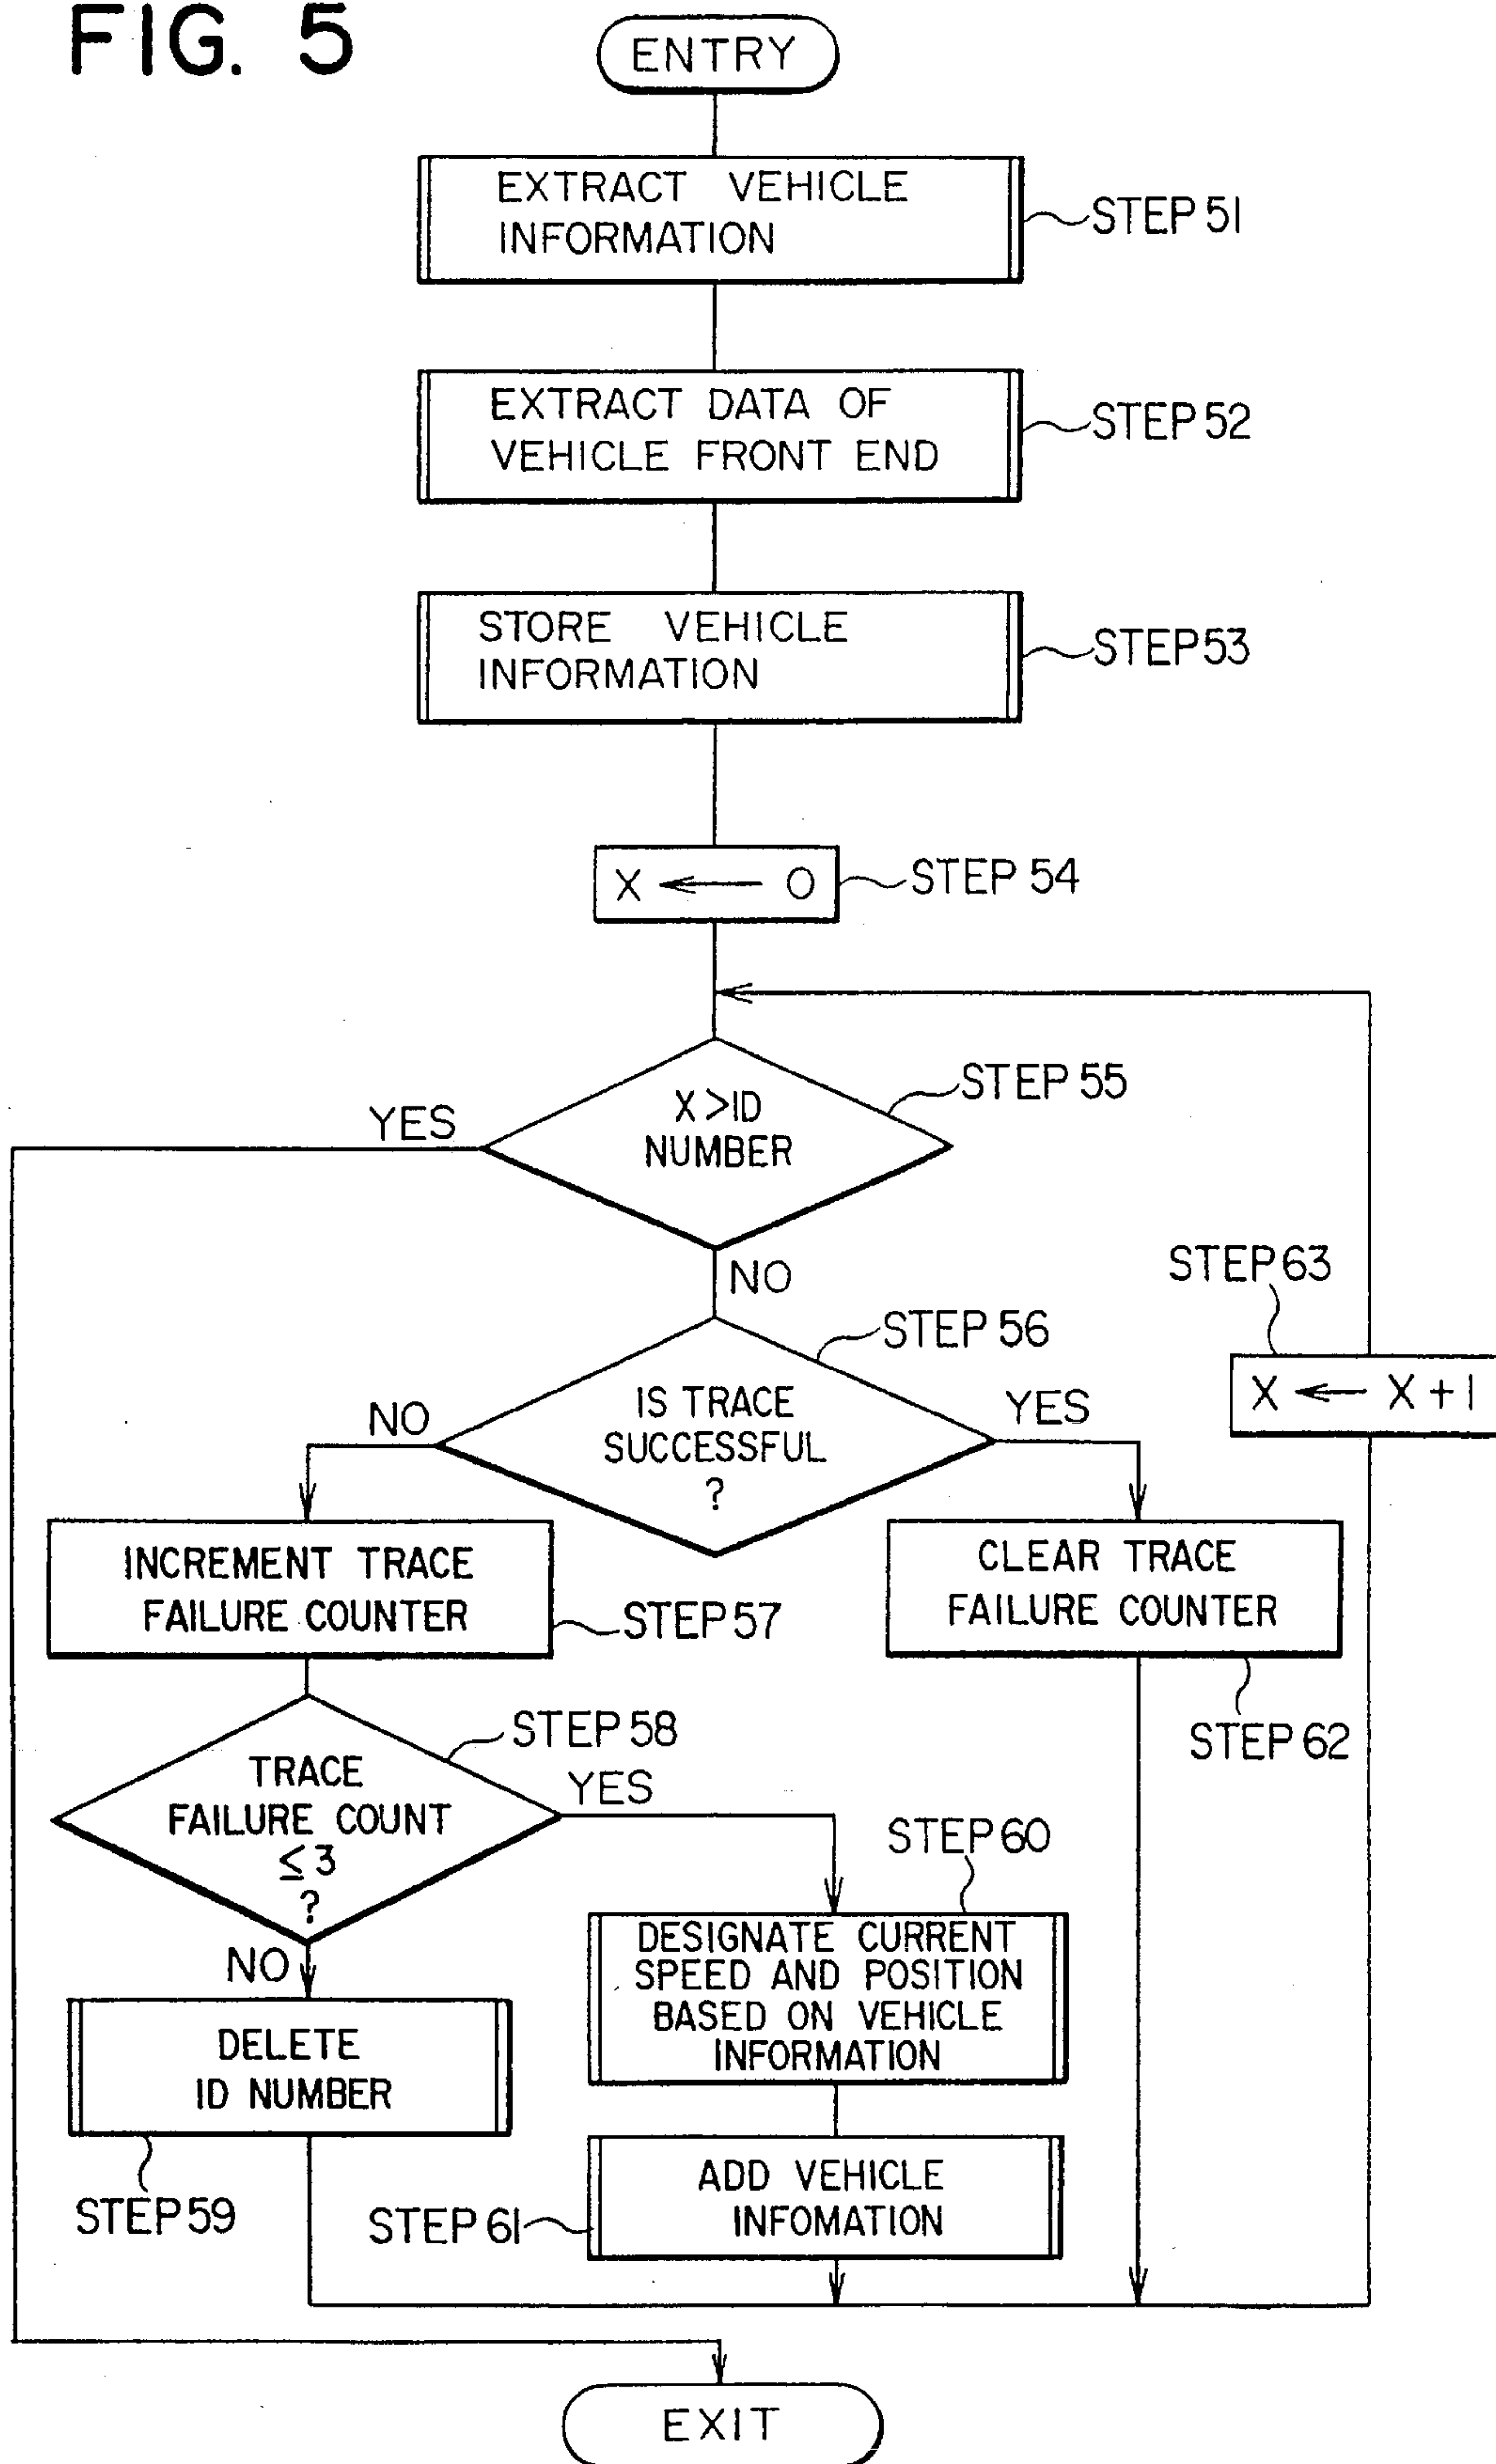 FIG. 5
ENTRY
EXTRACT VEHICLE
INFORMATION
STEP 51
EXTRACT DATA OF
VEHICLE FRONT END
STEP 52
STORE VEHICLE
INFORMATION
STEP 53
X ← 0
STEP 54
X > ID
NUMBER
STEP 55
YES
NO
STEP 63
X ← X + 1
STEP 56
IS TRACE
SUCCESSFUL
?
NO
YES
INCREMENT TRACE
FAILURE COUNTER
STEP 57
CLEAR TRACE
FAILURE COUNTER
STEP 62
STEP 58
TRACE
FAILURE COUNT
≤ 3
?
YES
NO
STEP 60
DESIGNATE CURRENT
SPEED AND POSITION
BASED ON VEHICLE
INFORMATION
DELETE
ID NUMBER
STEP 59
ADD VEHICLE
INFOMATION
STEP 61
EXIT